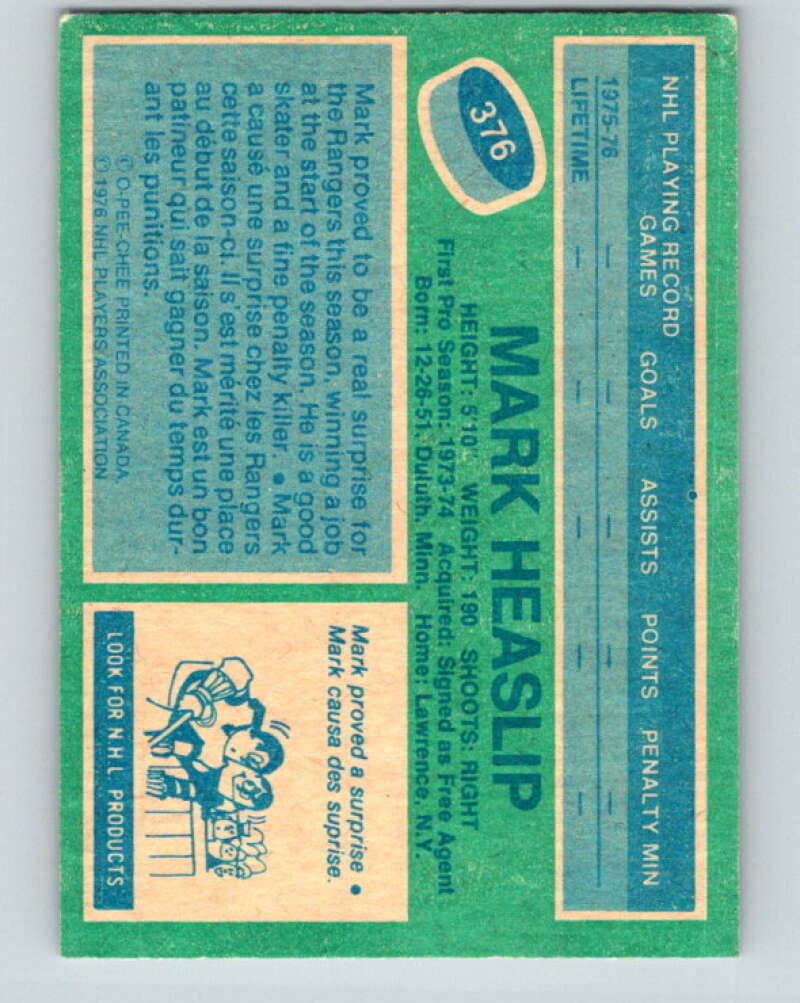 NHL PLAYING RECORD
GAMES GOALS ASSISTS POINTS PENALTY MIN
1975-76 — — — — —
LIFETIME — — — — —
376
MARK HEASLIP
HEIGHT: 5'10 WEIGHT: 190 SHOOTS: RIGHT
First Pro Season: 1973-74 Acquired: Signed as Free Agent
Born: 12-26-51, Duluth, Minn. Home: Lawrence, N.Y.
Mark proved to be a real surprise for
the Rangers this season, winning a job
at the start of the season. He is a good
skater and a fine penalty killer. • Mark
a causé une surprise chez les Rangers
cette saison-ci. Il s'est mérité une place
au début de la saison. Mark est un bon
patineur qui sait gagner du temps dur-
ant les punitions.
© O-PEE-CHEE PRINTED IN CANADA
© 1976 NHL PLAYERS' ASSOCIATION
Mark proved a surprise •
Mark causa des suprise.
LOOK FOR N.H.L PRODUCTS